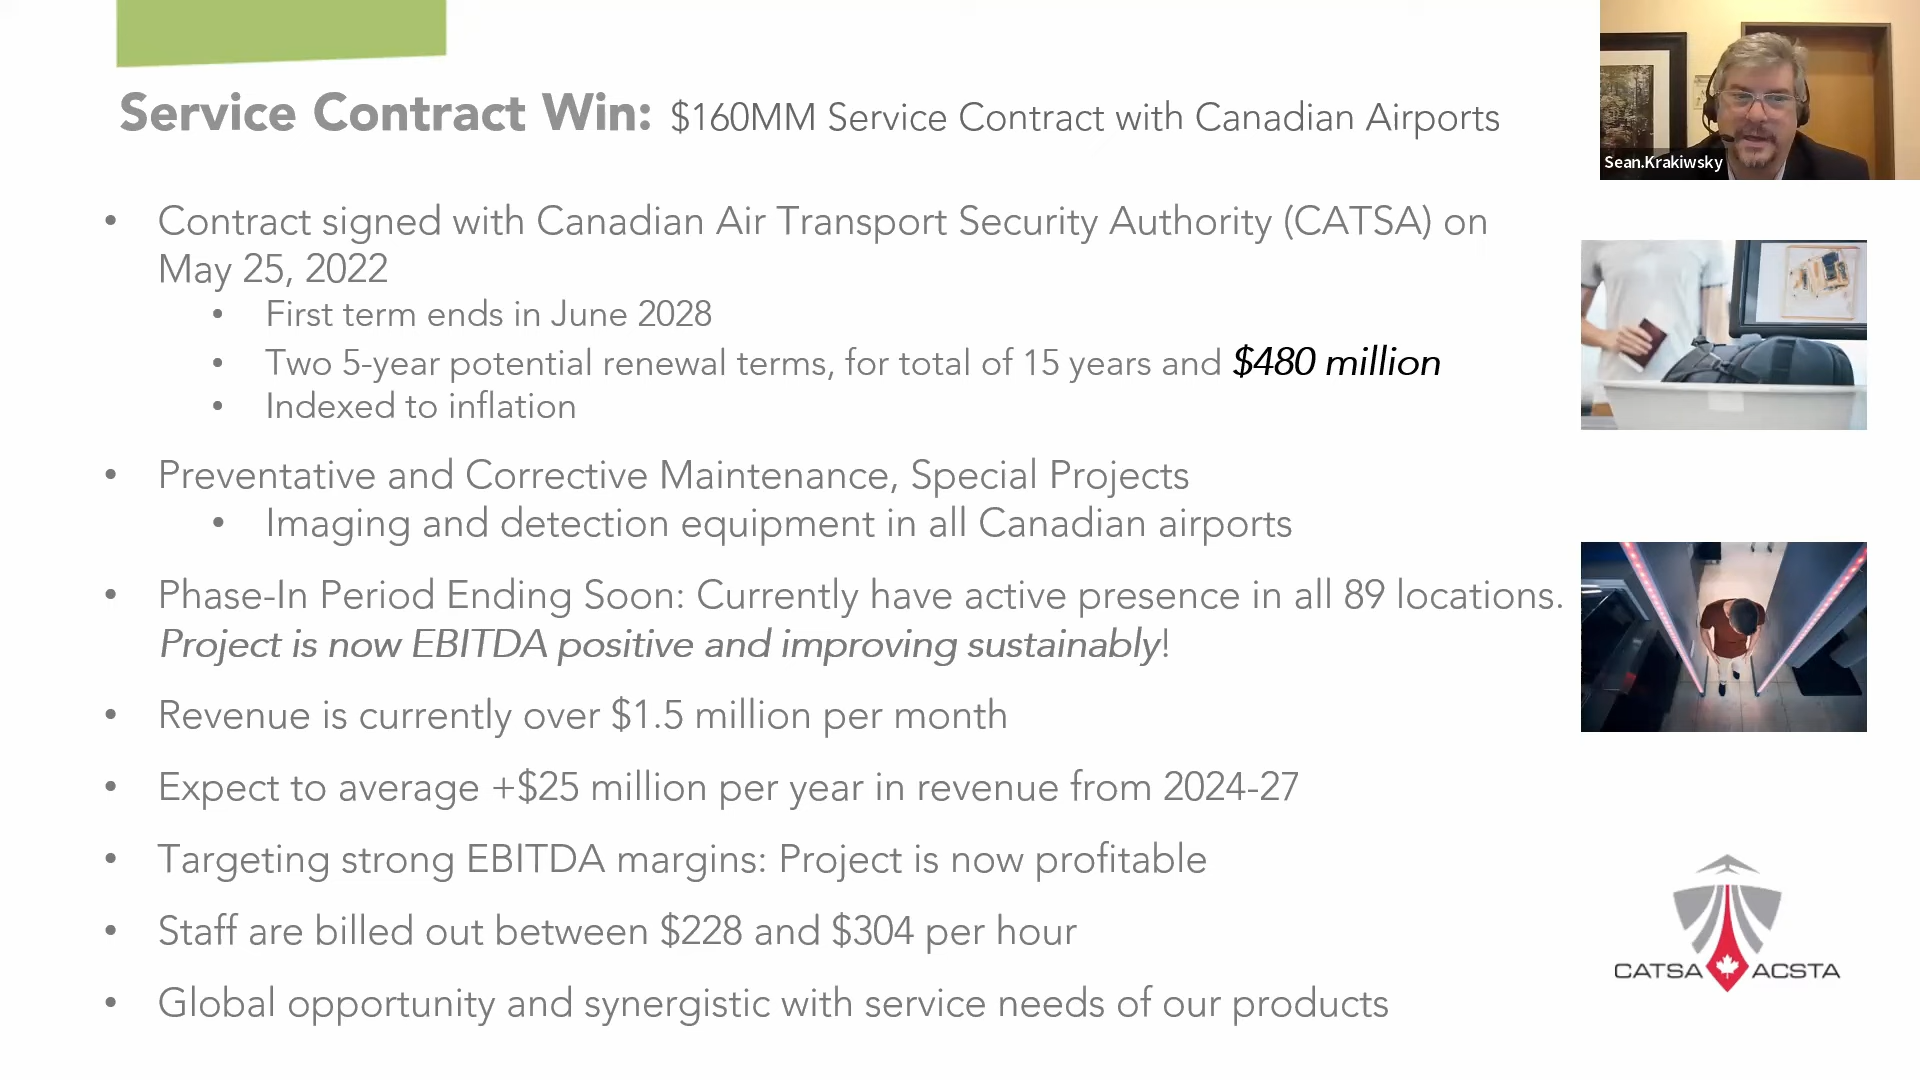 Service Contract Win: $160MM Service Contract with Canadian Airports
Sean.Krakiwsky
• Contract signed with Canadian Air Transport Security Authority (CATSA) on
May 25, 2022
• First term ends in June 2028
• Two 5-year potential renewal terms, for total of 15 years and $480 million
• Indexed to inflation
• Preventative and Corrective Maintenance, Special Projects
• Imaging and detection equipment in all Canadian airports
• Phase-In Period Ending Soon: Currently have active presence in all 89 locations.
Project is now EBITDA positive and improving sustainably!
• Revenue is currently over $1.5 million per month
• Expect to average +$25 million per year in revenue from 2024-27
• Targeting strong EBITDA margins: Project is now profitable
• Staff are billed out between $228 and $304 per hour
• Global opportunity and synergistic with service needs of our products
CATSA ACSTA